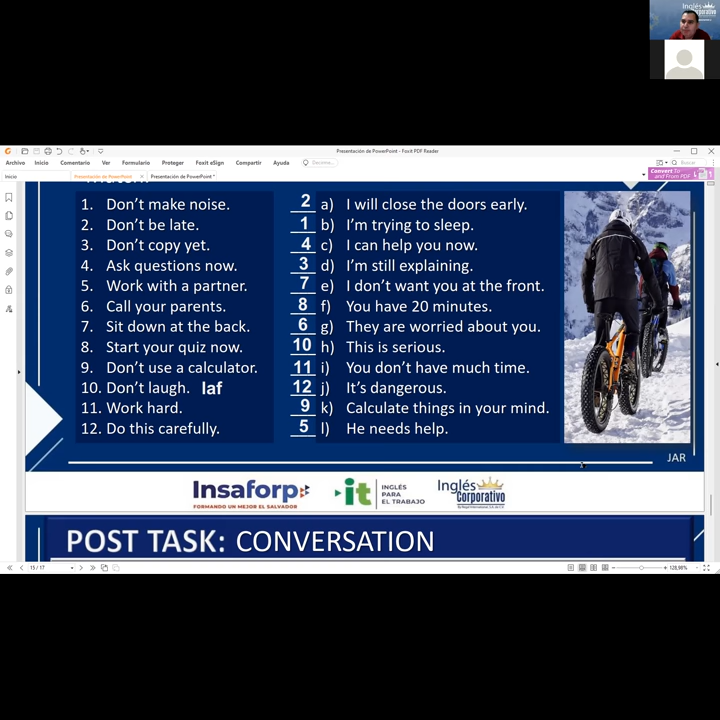 Inglés
Corporativo
Presentación de PowerPoint - Foxit PDF Reader
Archivo Inicio Comentario Ver Formulario Proteger Foxit eSign Compartir Ayuda Buscar
Inicio Presentación de PowerPoint Presentación de PowerPoint * Convert To and From PDF
1. Don't make noise.
2. Don't be late.
3. Don't copy yet.
4. Ask questions now.
5. Work with a partner.
6. Call your parents.
7. Sit down at the back.
8. Start your quiz now.
9. Don't use a calculator.
10. Don't laugh. laf
11. Work hard.
12. Do this carefully.
2 a) I will close the doors early.
1 b) I'm trying to sleep.
4 c) I can help you now.
3 d) I'm still explaining.
7 e) I don't want you at the front.
8 f) You have 20 minutes.
6 g) They are worried about you.
10 h) This is serious.
11 i) You don't have much time.
12 j) It's dangerous.
9 k) Calculate things in your mind.
5 l) He needs help.
JAR
Insaforp
FORMANDO UN MEJOR EL SALVADOR
it INGLÉS PARA EL TRABAJO
Inglés
Corporativo
POST TASK: CONVERSATION
15 / 17 128,98%